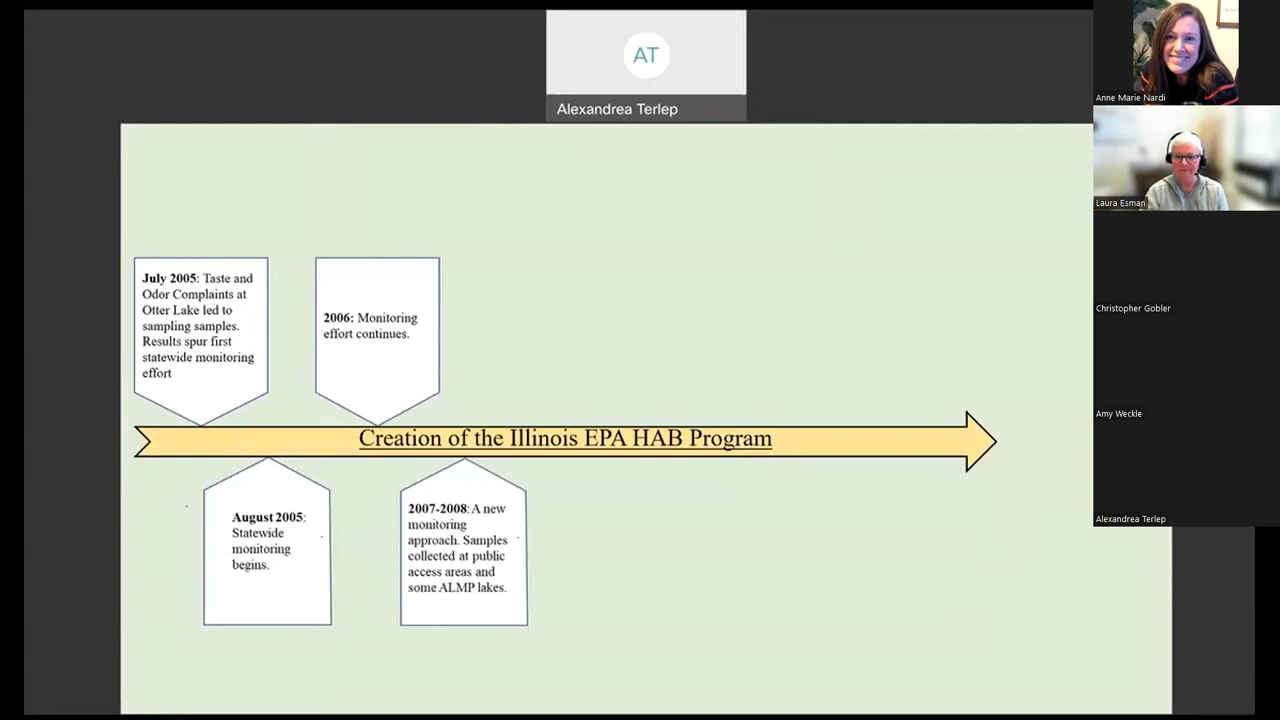 AT
Alexandrea Terlep
Anne Marie Nardi
Laura Esman
Christopher Gobler
Amy Weckle
Alexandrea Terlep
July 2005: Taste and
Odor Complaints at
Otter Lake led to
sampling samples.
Results spur first
statewide monitoring
effort
2006: Monitoring
effort continues.
Creation of the Illinois EPA HAB Program
August 2005:
Statewide
monitoring
begins.
2007-2008: A new
monitoring
approach. Samples
collected at public
access areas and
some ALMP lakes.